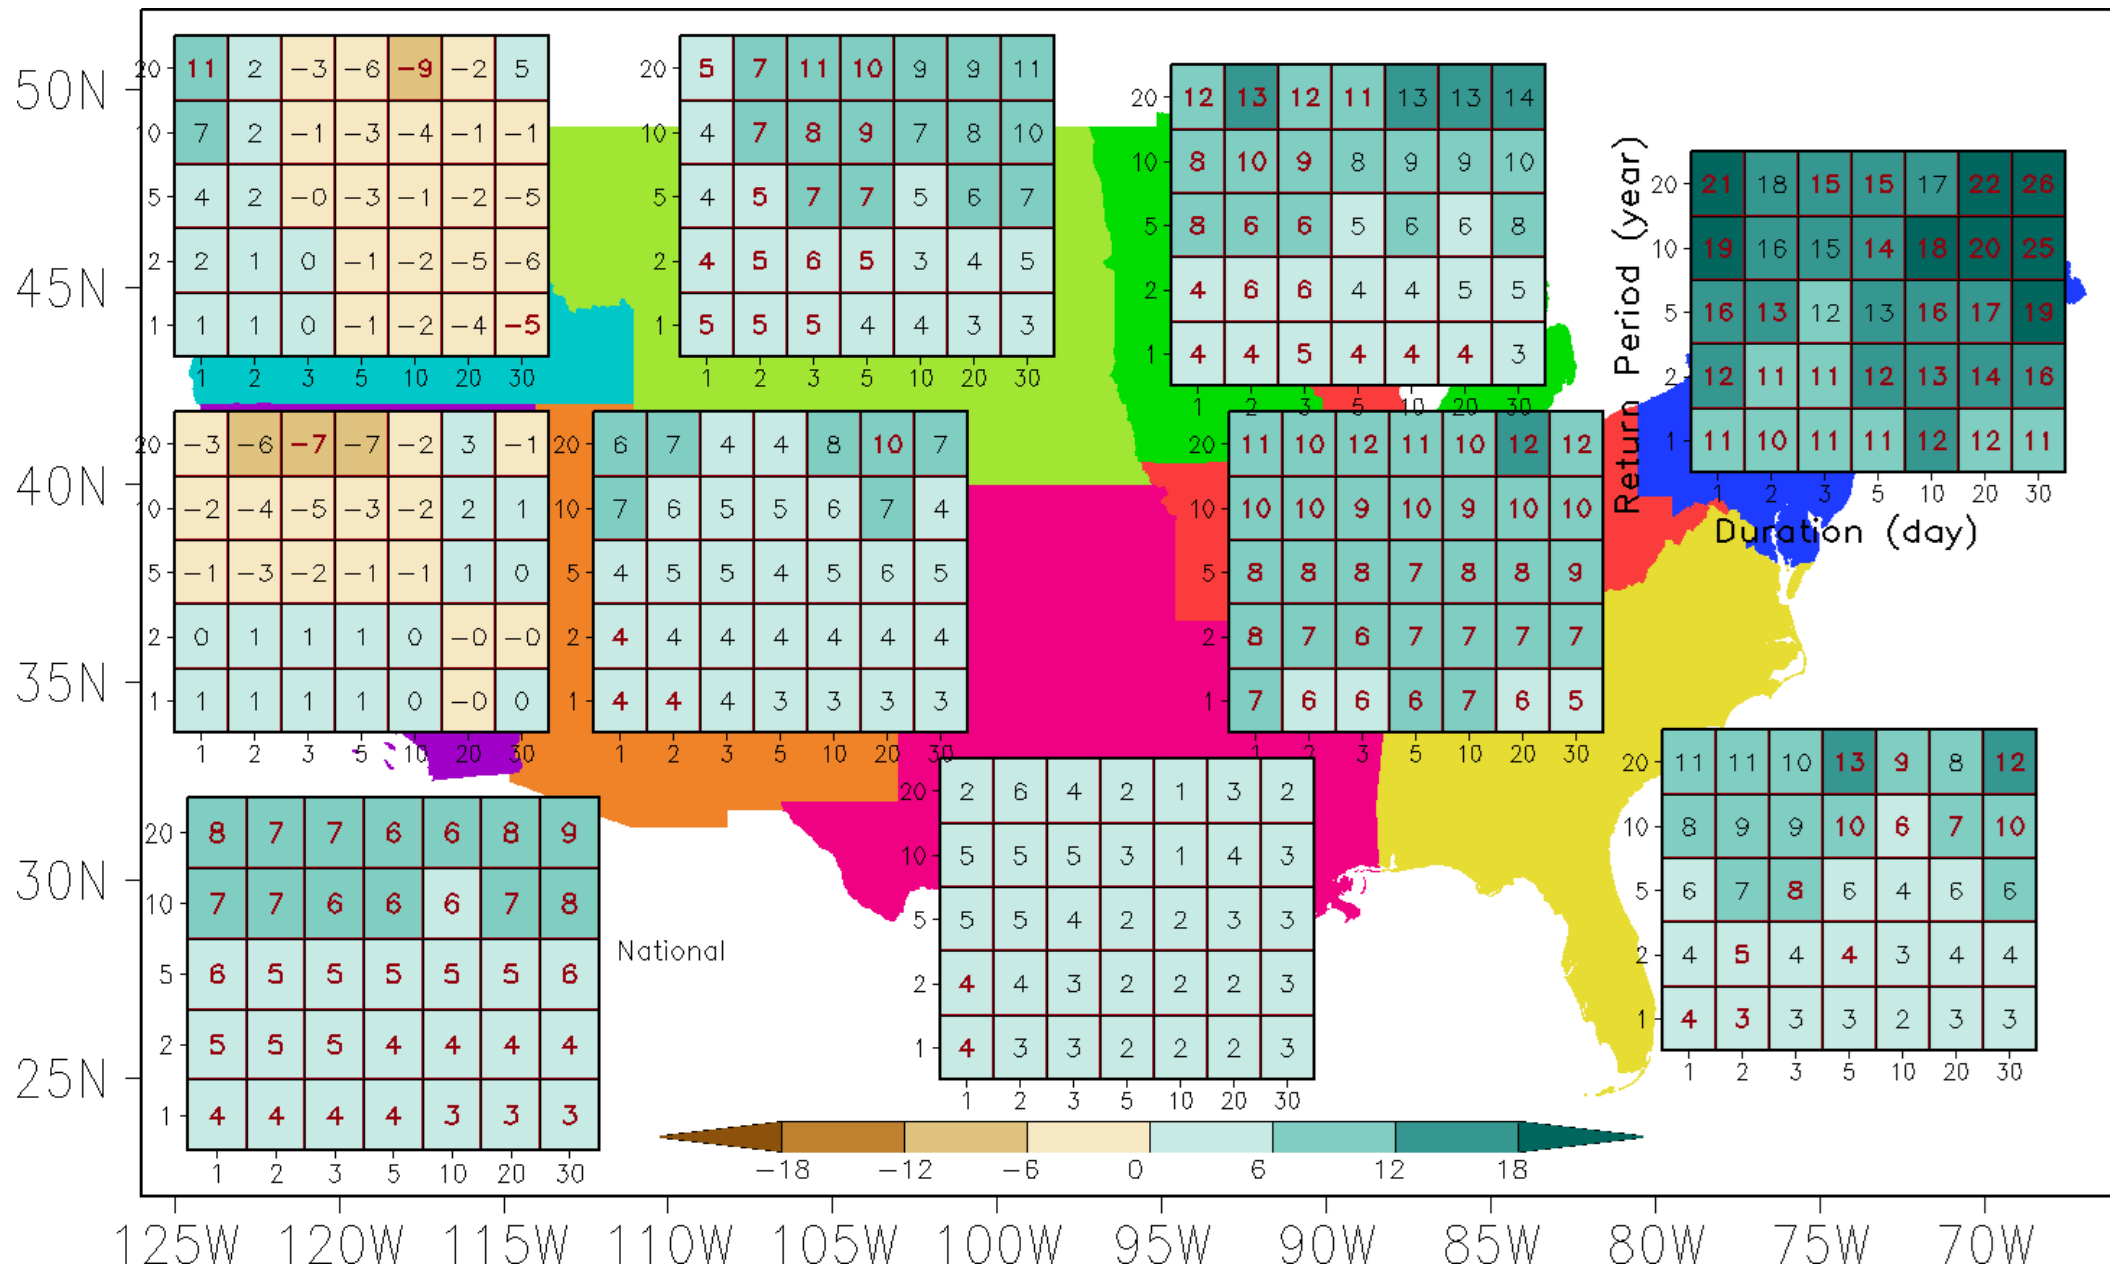 50N
45N
40N
35N
30N
25N
125W 120W 115W 110W 105W 100W 95W 90W 85W 80W 75W 70W
20 11 2 −3 −6 −9 −2 5
10 7 2 −1 −3 −4 −1 −1
5 4 2 −0 −3 −1 −2 −5
2 2 1 0 −1 −2 −5 −6
1 1 1 0 −1 −2 −4 −5
1 2 3 5 10 20 30
20 5 7 11 10 9 9 11
10 4 7 8 9 7 8 10
5 4 5 7 7 5 6 7
2 4 5 6 5 3 4 5
1 5 5 5 4 4 3 3
1 2 3 5 10 20 30
20 12 13 12 11 13 13 14
10 8 10 9 8 9 9 10
5 8 6 6 5 6 6 8
2 4 6 6 4 4 5 5
1 4 4 5 4 4 4 3
1 2 3 5 10 20 30
Return Period (year)
20 21 18 15 15 17 22 26
10 19 16 15 14 18 20 25
5 16 13 12 13 16 17 19
2 12 11 11 12 13 14 16
1 11 10 11 11 12 12 11
1 2 3 5 10 20 30
Duration (day)
20 −3 −6 −7 −7 −2 3 −1
10 −2 −4 −5 −3 −2 2 1
5 −1 −3 −2 −1 −1 1 0
2 0 1 1 1 0 −0 −0
1 1 1 1 1 0 −0 0
1 2 3 5 10 20 30
20 6 7 4 4 8 10 7
10 7 6 5 5 6 7 4
5 4 5 5 4 5 6 5
2 4 4 4 4 4 4 4
1 4 4 4 3 3 3 3
1 2 3 5 10 20 30
20 11 10 12 11 10 12 12
10 10 10 9 10 9 10 10
5 8 8 8 7 8 8 9
2 8 7 6 7 7 7 7
1 7 6 6 6 7 6 5
1 2 3 5 10 20 30
20 11 11 10 13 9 8 12
10 8 9 9 10 6 7 10
5 6 7 8 6 4 6 6
2 4 5 4 4 3 4 4
1 4 3 3 3 2 3 3
1 2 3 5 10 20 30
20 8 7 7 6 6 8 9
10 7 7 6 6 6 7 8
5 6 5 5 5 5 5 6
2 5 5 5 4 4 4 4
1 4 4 4 4 3 3 3
1 2 3 5 10 20 30
National
20 2 6 4 2 1 3 2
10 5 5 5 3 1 4 3
5 5 5 4 2 2 3 3
2 4 4 3 2 2 2 3
1 4 3 3 2 2 2 3
1 2 3 5 10 20 30
−18 −12 −6 0 6 12 18